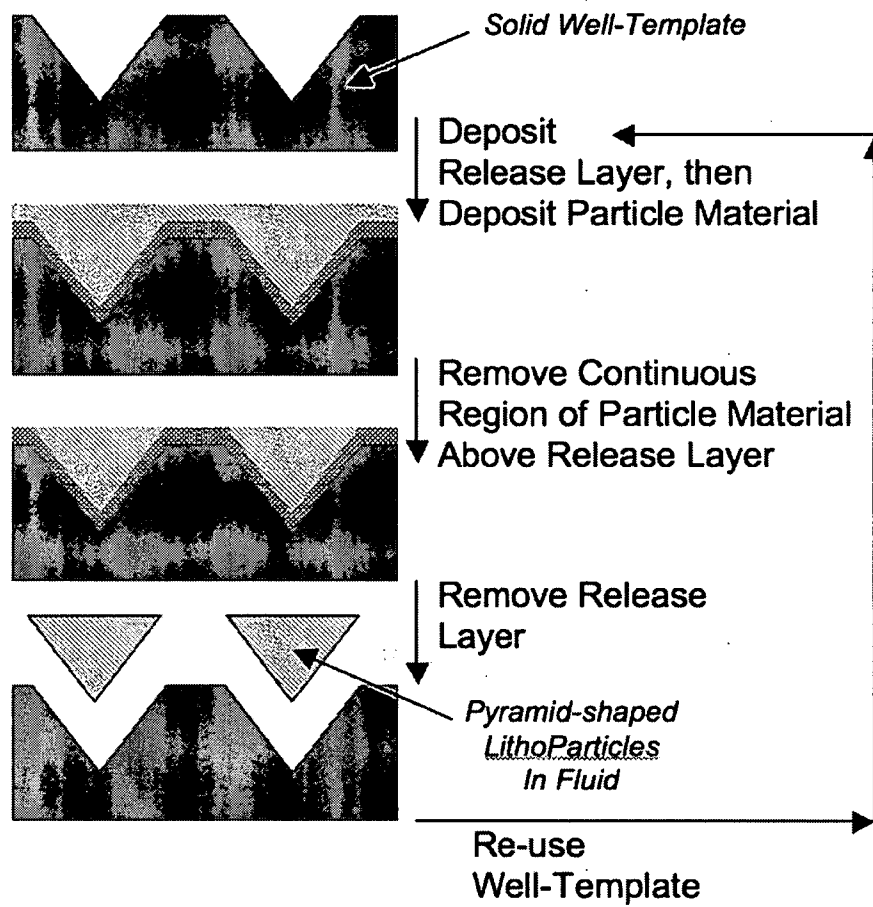 Solid Well-Template
Deposit
Release Layer, then
Deposit Particle Material
Remove Continuous
Region of Particle Material
Above Release Layer
Remove Release
Layer
Pyramid-shaped
LithoParticles
In Fluid
Re-use
Well-Template